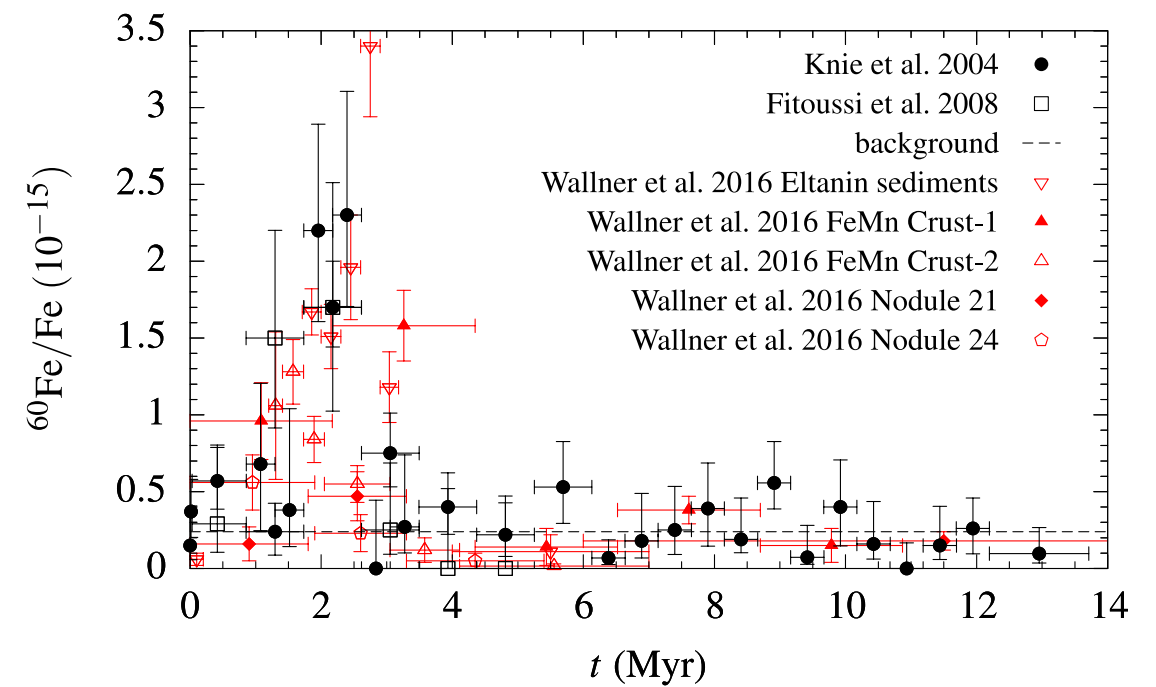 3.5
3
2.5
2
1.5
1
0.5
0
⁶⁰Fe/Fe (10⁻¹⁵)
Knie et al. 2004
Fitoussi et al. 2008
background
Wallner et al. 2016 Eltanin sediments
Wallner et al. 2016 FeMn Crust-1
Wallner et al. 2016 FeMn Crust-2
Wallner et al. 2016 Nodule 21
Wallner et al. 2016 Nodule 24
0 2 4 6 8 10 12 14
t (Myr)